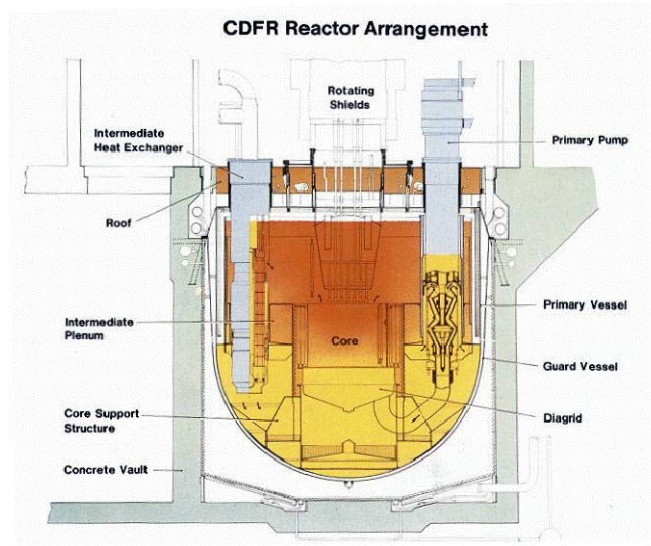 CDFR Reactor Arrangement
Rotating
Shields
Intermediate
Heat Exchanger
Primary Pump
Roof
Primary Vessel
Intermediate
Plenum
Core
Guard Vessel
Core Support
Structure
Diagrid
Concrete Vault